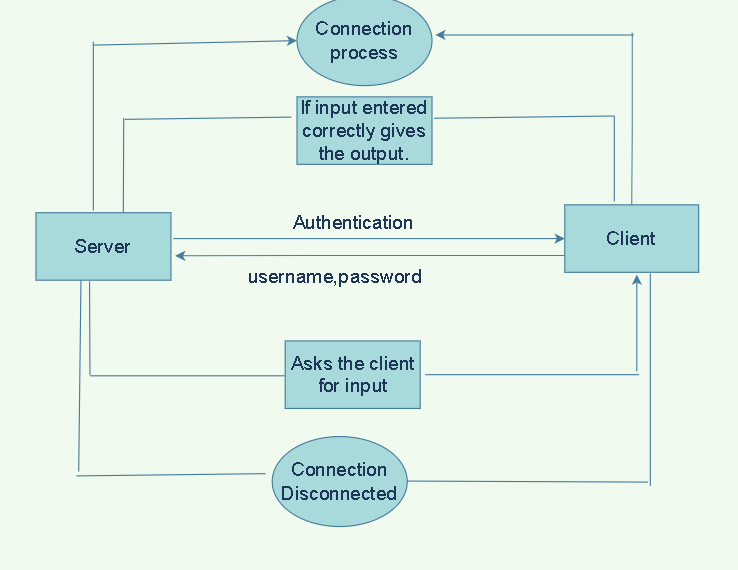 Connection
process
If input entered
correctly gives
the output.
Authentication
Server
Client
username,password
Asks the client
for input
Connection
Disconnected